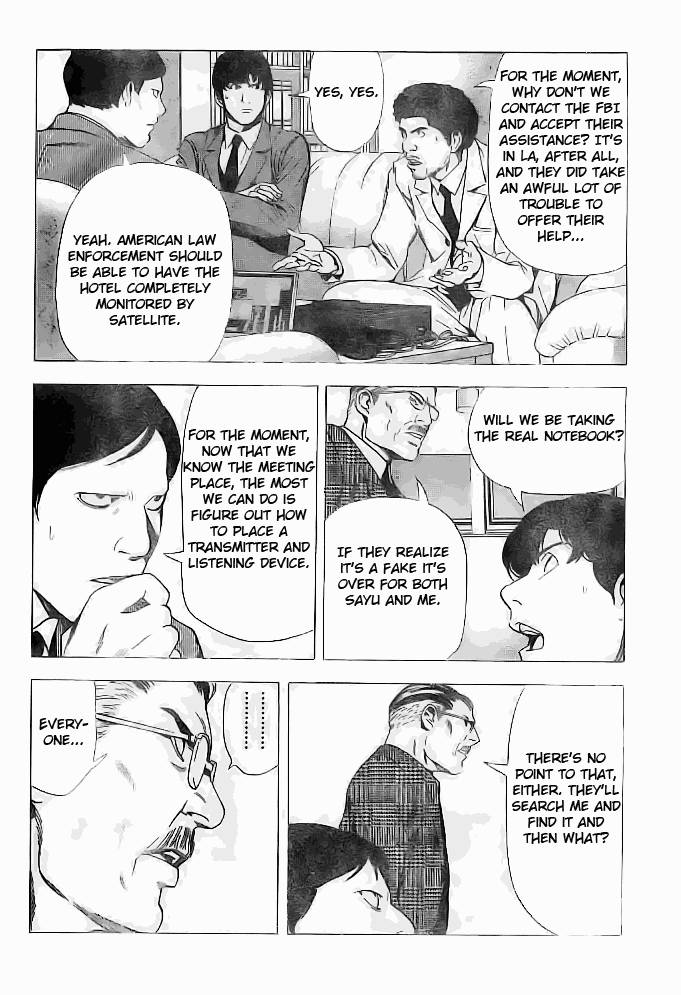 FOR THE MOMENT,
WHY DON'T WE
CONTACT THE FBI
AND ACCEPT THEIR
ASSISTANCE? IT'S
IN LA, AFTER ALL,
AND THEY DID TAKE
AN AWFUL LOT OF
TROUBLE TO
OFFER THEIR
HELP...
YES, YES.
YEAH. AMERICAN LAW
ENFORCEMENT SHOULD
BE ABLE TO HAVE THE
HOTEL COMPLETELY
MONITORED BY
SATELLITE.
WILL WE BE TAKING
THE REAL NOTEBOOK?
IF THEY REALIZE
IT'S A FAKE IT'S
OVER FOR BOTH
SAYU AND ME.
FOR THE MOMENT,
NOW THAT WE
KNOW THE MEETING
PLACE, THE MOST
WE CAN DO IS
FIGURE OUT HOW
TO PLACE A
TRANSMITTER AND
LISTENING DEVICE.
THERE'S NO
POINT TO THAT,
EITHER. THEY'LL
SEARCH ME AND
FIND IT AND
THEN WHAT?
EVERY-
ONE...